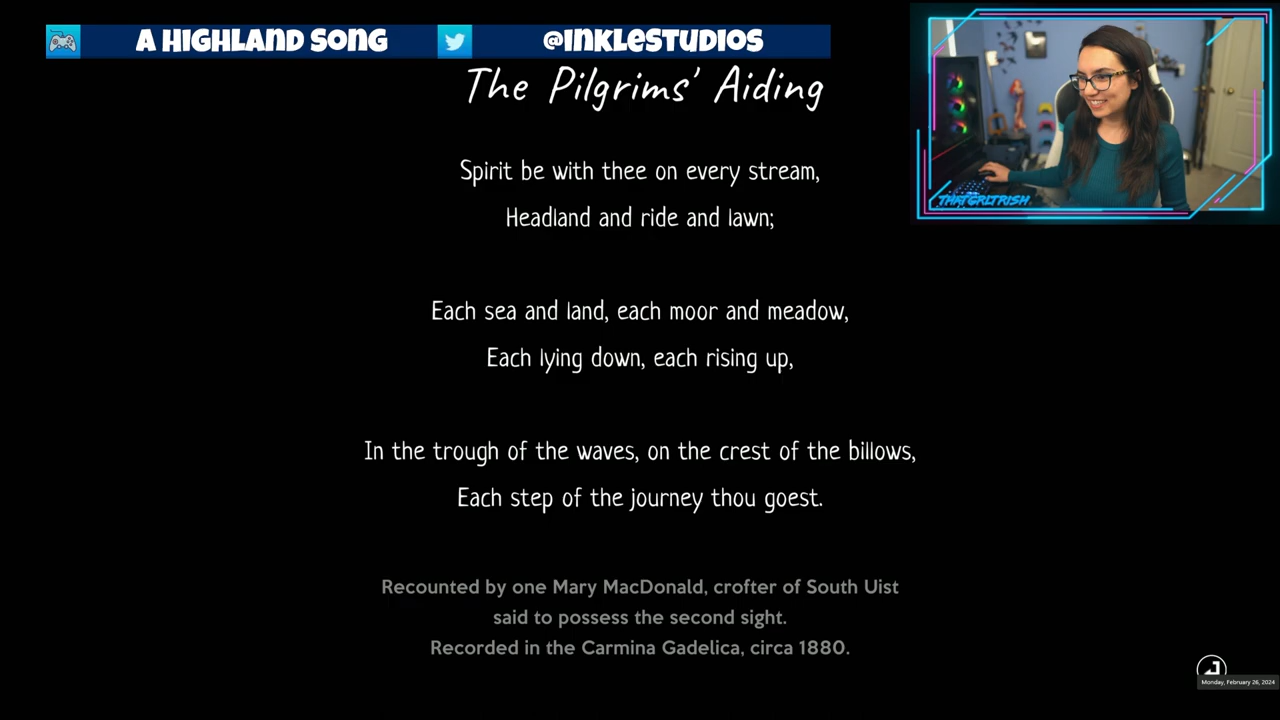 A HIGHLAND SONG
@INKLESTUDIOS
The Pilgrims' Aiding
Spirit be with thee on every stream,
Headland and ride and lawn;
Each sea and land, each moor and meadow,
Each lying down, each rising up,
In the trough of the waves, on the crest of the billows,
Each step of the journey thou goest.
Recounted by one Mary MacDonald, crofter of South Uist
said to possess the second sight.
Recorded in the Carmina Gadelica, circa 1880.
THATGRLTRISH
Monday, February 26, 2024